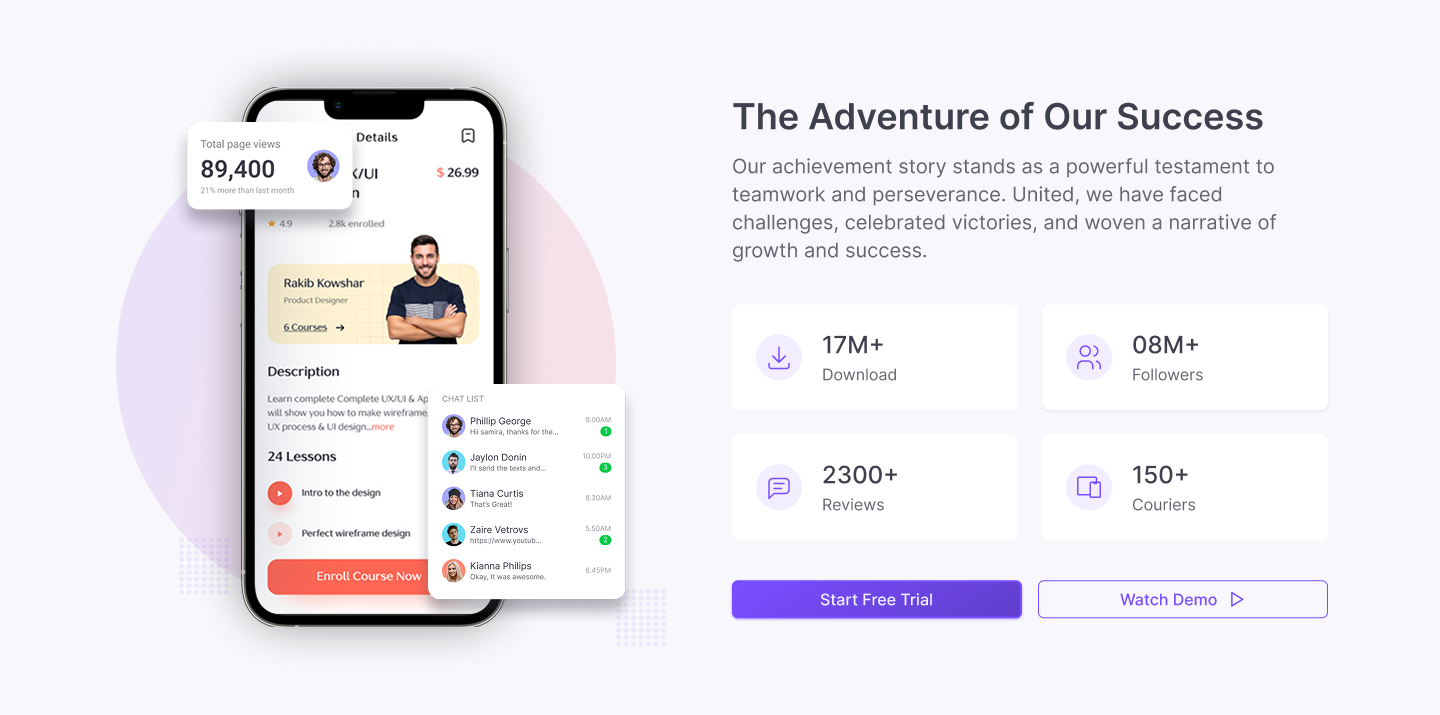 Total page views
89,400
21% more than last month
Details
X/UI
$ 26.99
n
4.9
2.8k enrolled
Rakib Kowshar
Product Designer
6 Courses
Description
Learn complete Complete UX/UI & Ap
will show you how to make wireframe,
UX process & UI design...more
24 Lessons
Intro to the design
Perfect wireframe design
Enroll Course Now
CHAT LIST
Phillip George
9.00AM
Hii samira, thanks for the...
1
Jaylon Donin
10.00PM
I'll send the texts and...
3
Tiana Curtis
8.30AM
That's Great!
Zaire Vetrovs
5.50AM
https://www.youtub...
2
Kianna Philips
6.45PM
Okay, It was awesome.
The Adventure of Our Success
Our achievement story stands as a powerful testament to
teamwork and perseverance. United, we have faced
challenges, celebrated victories, and woven a narrative of
growth and success.
17M+
Download
08M+
Followers
2300+
Reviews
150+
Couriers
Start Free Trial
Watch Demo